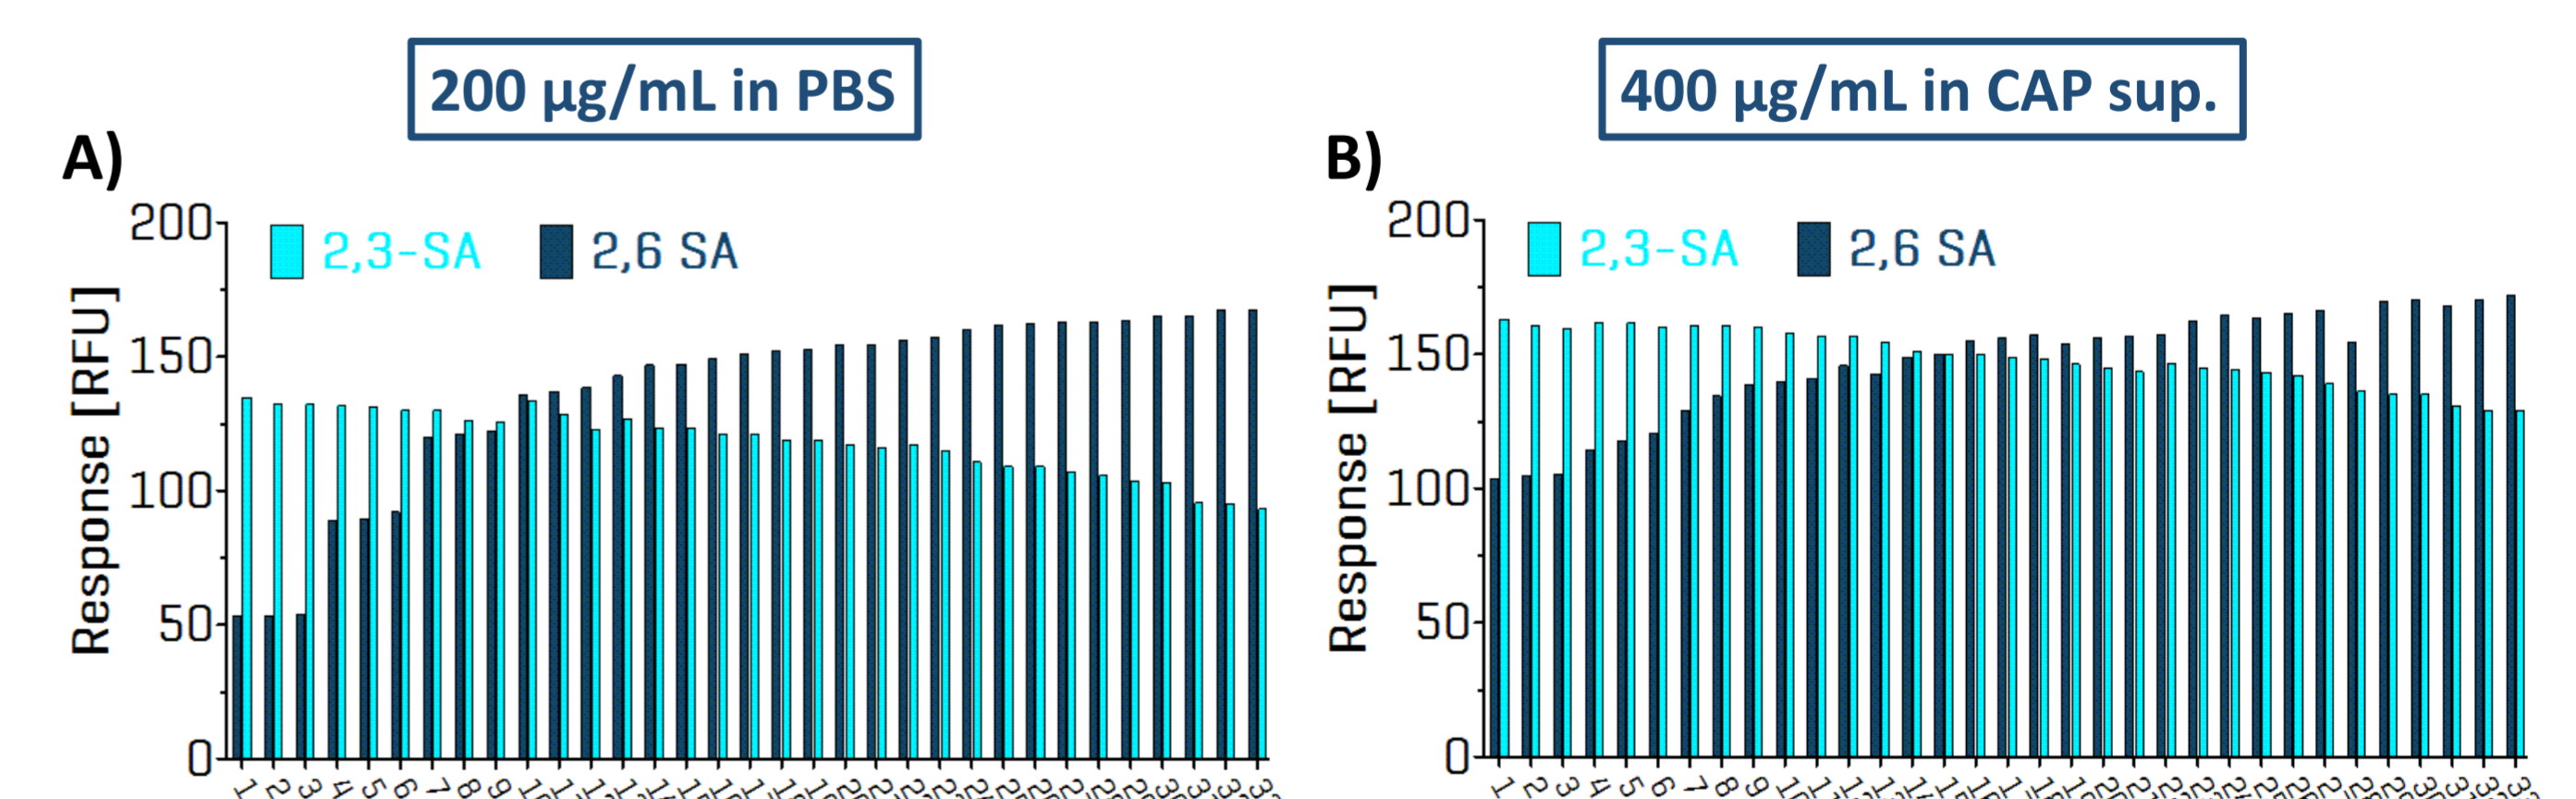 200 µg/mL in PBS
400 µg/mL in CAP sup.
A)
B)
200
2,3-SA
2,6 SA
150
100
50
0
Response [RFU]
1 2 3 4 5 6 7 8 9
200
2,3-SA
2,6 SA
150
100
50
0
Response [RFU]
1 2 3 4 5 6 7 8 9